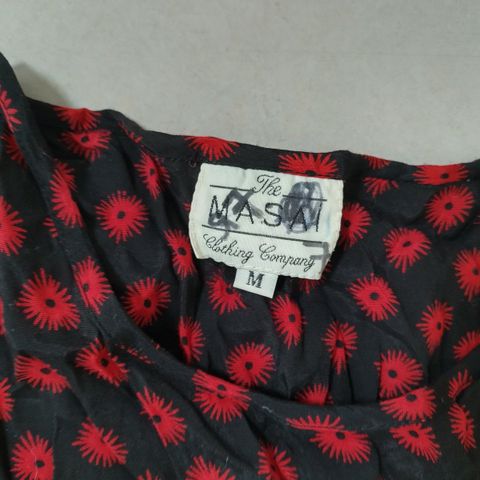 The
MASAI
Clothing Company
M